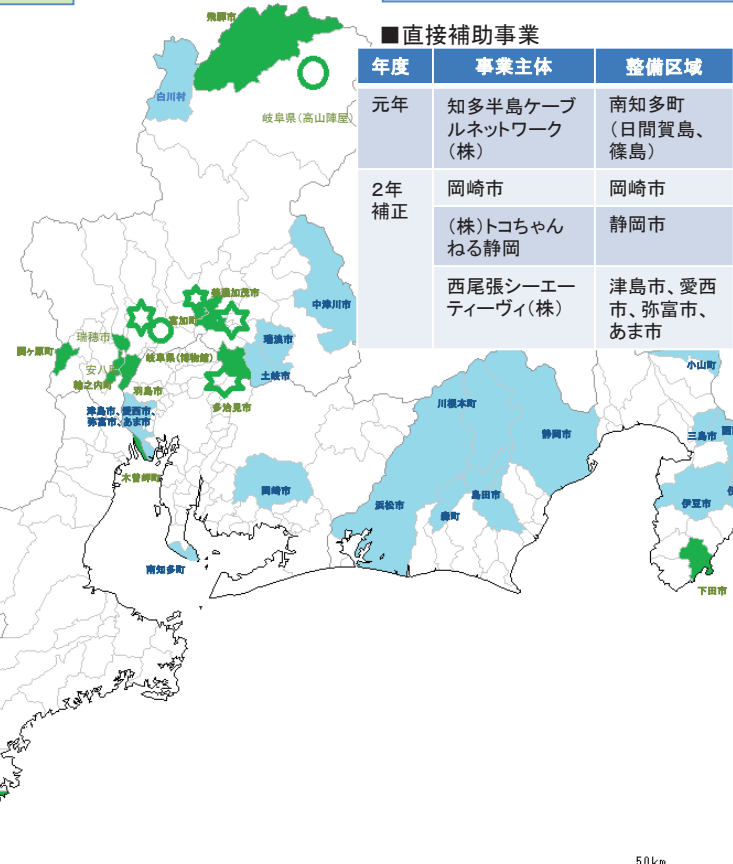 飛騨市
白川村
岐阜県(高山陣屋)
■直接補助事業
年度 事業主体 整備区域
元年 知多半島ケーブルネットワーク(株) 南知多町(日間賀島、篠島)
2年補正 岡崎市 岡崎市
(株)トコちゃんねる静岡 静岡市
西尾張シーエーティーヴィ(株) 津島市、愛西市、弥富市、あま市
中津川市
美濃加茂市
富加町
瑞穂市
関ヶ原町
岐阜県(博物館)
瑞浪市
安八町
輪之内町
土岐市
羽島市
多治見市
津島市、愛西市、
弥富市、あま市
木曽岬町
岡崎市
南知多町
川根本町
静岡市
浜松市
島田市
森町
小山町
三島市
伊豆市
下田市
50km